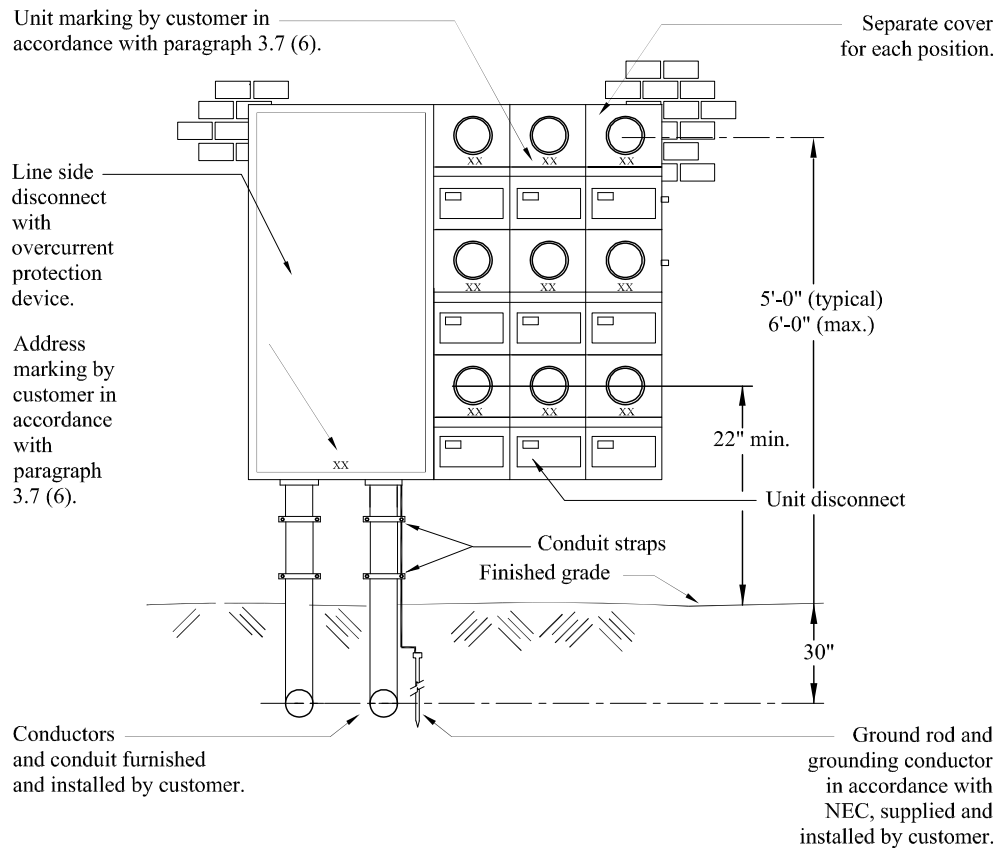 Unit marking by customer in
accordance with paragraph 3.7 (6).
Separate cover
for each position.
Line side
disconnect
with
overcurrent
protection
device.
XX XX XX
XX XX XX
XX XX XX
5'-0" (typical)
6'-0" (max.)
Address
marking by
customer in
accordance
with
paragraph
3.7 (6).
XX
22" min.
Unit disconnect
Conduit straps
Finished grade
30"
Conductors
and conduit furnished
and installed by customer.
Ground rod and
grounding conductor
in accordance with
NEC, supplied and
installed by customer.